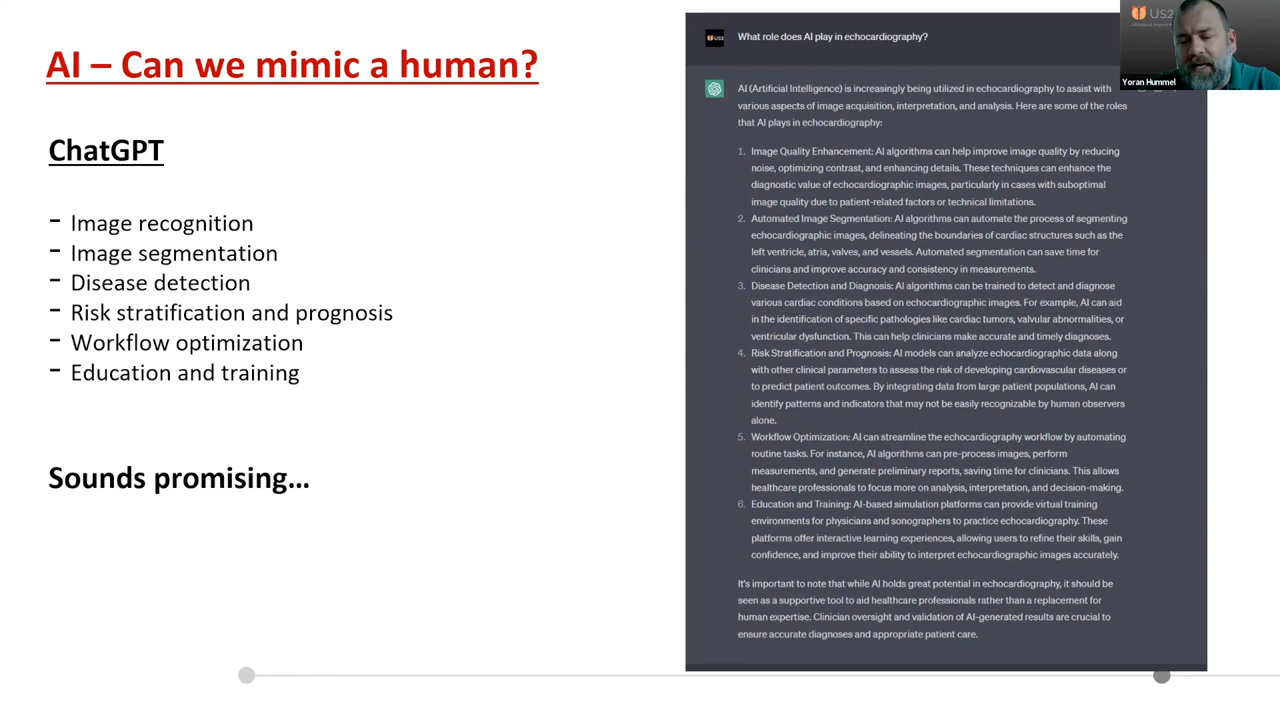 AI – Can we mimic a human?
ChatGPT
- Image recognition
- Image segmentation
- Disease detection
- Risk stratification and prognosis
- Workflow optimization
- Education and training
Sounds promising...
US2
What role does AI play in echocardiography?
AI (Artificial Intelligence) is increasingly being utilized in echocardiography to assist with
various aspects of image acquisition, interpretation, and analysis. Here are some of the roles
that AI plays in echocardiography:
1. Image Quality Enhancement: AI algorithms can help improve image quality by reducing
noise, optimizing contrast, and enhancing details. These techniques can enhance the
diagnostic value of echocardiographic images, particularly in cases with suboptimal
image quality due to patient-related factors or technical limitations.
2. Automated Image Segmentation: AI algorithms can automate the process of segmenting
echocardiographic images, delineating the boundaries of cardiac structures such as the
left ventricle, atria, valves, and vessels. Automated segmentation can save time for
clinicians and improve accuracy and consistency in measurements.
3. Disease Detection and Diagnosis: AI algorithms can be trained to detect and diagnose
various cardiac conditions based on echocardiographic images. For example, AI can aid
in the identification of specific pathologies like cardiac tumors, valvular abnormalities, or
ventricular dysfunction. This can help clinicians make accurate and timely diagnoses.
4. Risk Stratification and Prognosis: AI models can analyze echocardiographic data along
with other clinical parameters to assess the risk of developing cardiovascular diseases or
to predict patient outcomes. By integrating data from large patient populations, AI can
identify patterns and indicators that may not be easily recognizable by human observers
alone.
5. Workflow Optimization: AI can streamline the echocardiography workflow by automating
routine tasks. For instance, AI algorithms can pre-process images, perform
measurements, and generate preliminary reports, saving time for clinicians. This allows
healthcare professionals to focus more on analysis, interpretation, and decision-making.
6. Education and Training: AI-based simulation platforms can provide virtual training
environments for physicians and sonographers to practice echocardiography. These
platforms offer interactive learning experiences, allowing users to refine their skills, gain
confidence, and improve their ability to interpret echocardiographic images accurately.
It's important to note that while AI holds great potential in echocardiography, it should be
seen as a supportive tool to aid healthcare professionals rather than a replacement for
human expertise. Clinician oversight and validation of AI-generated results are crucial to
ensure accurate diagnoses and appropriate patient care.
US2
Yoran Hummel